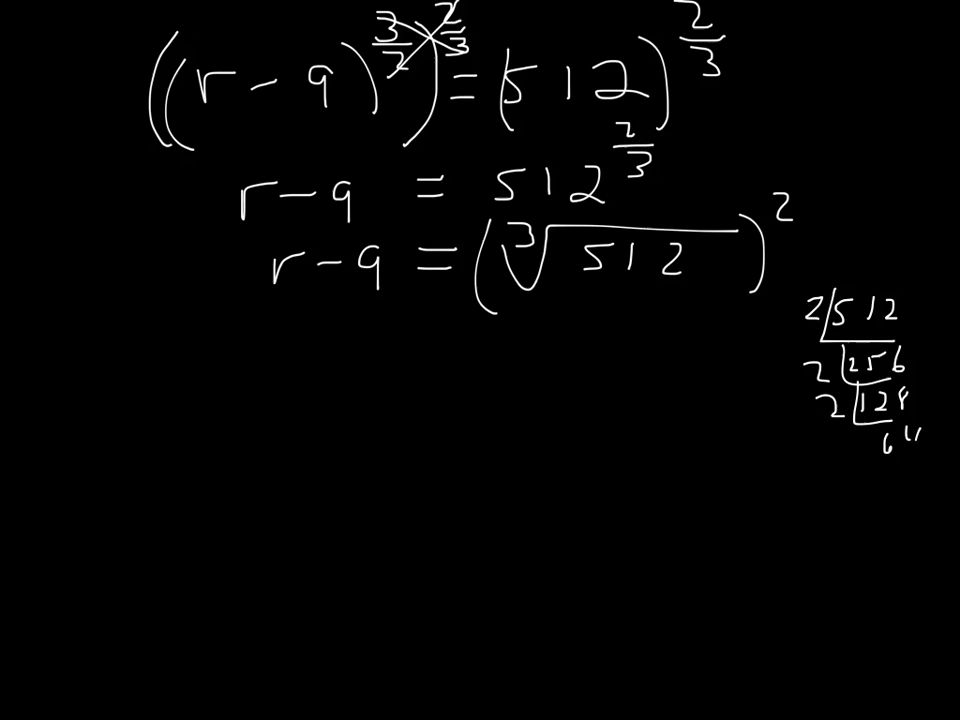 ((r - 9)^{3/2})^{2/3} = (512)^{2/3}
r - 9 = 512^{2/3}
r - 9 = (∛512)^2
2 | 512
2 | 256
2 | 128
64